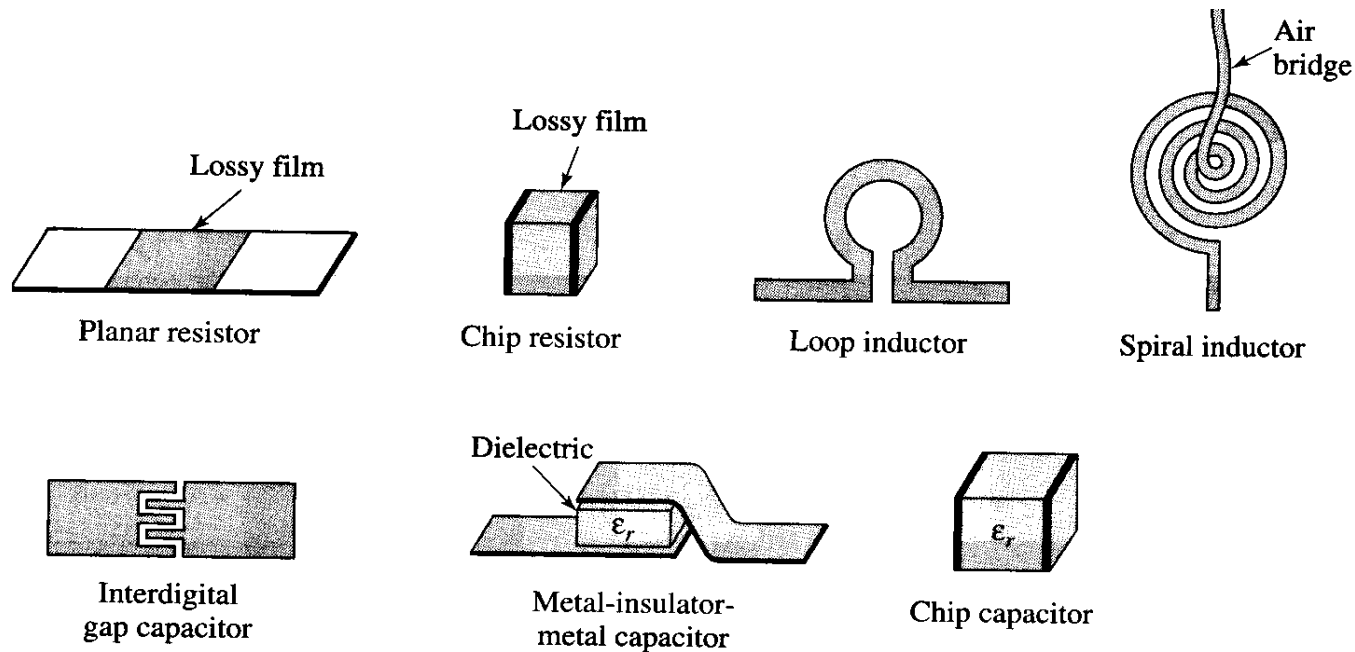 Air
bridge
Lossy film
Lossy film
Planar resistor
Chip resistor
Loop inductor
Spiral inductor
Dielectric
εr
εr
Interdigital
gap capacitor
Metal-insulator-
metal capacitor
Chip capacitor